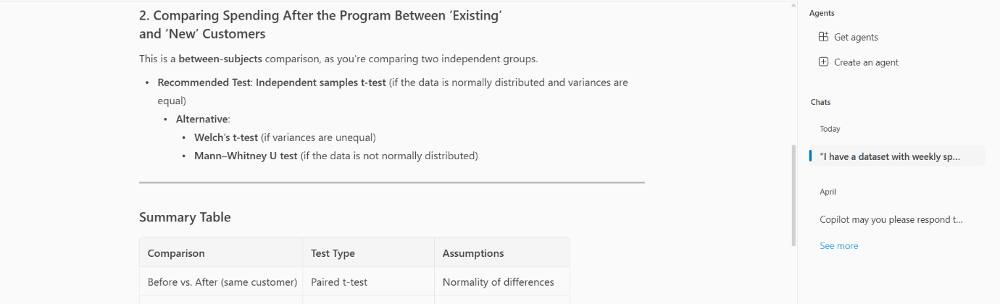 2. Comparing Spending After the Program Between ‘Existing’
and ‘New’ Customers
This is a between-subjects comparison, as you're comparing two independent groups.
• Recommended Test: Independent samples t-test (if the data is normally distributed and variances are
equal)
• Alternative:
• Welch’s t-test (if variances are unequal)
• Mann–Whitney U test (if the data is not normally distributed)
Summary Table
Comparison Test Type Assumptions
Before vs. After (same customer) Paired t-test Normality of differences
Agents
Get agents
Create an agent
Chats
Today
“I have a dataset with weekly sp...
April
Copilot may you please respond t...
See more